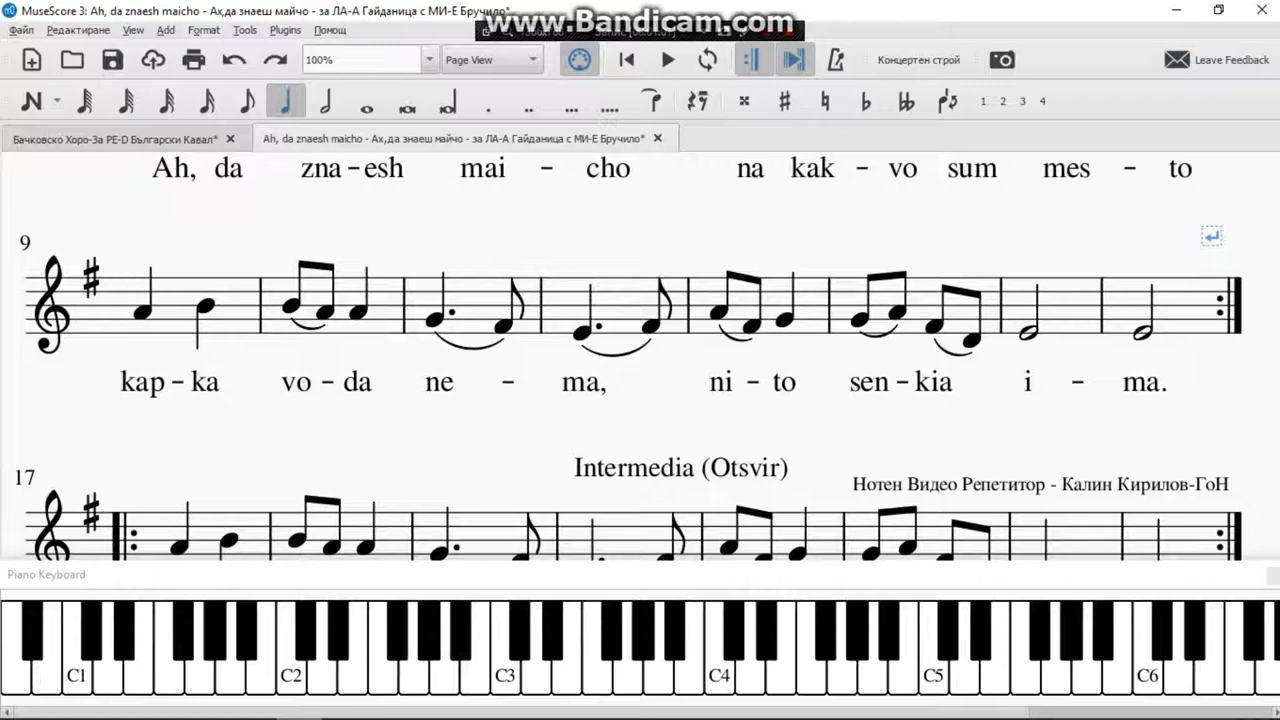 MuseScore 3: Ah, da znaesh maicho - Ах,да знаеш майчо - за ЛА-А Гайданица с МИ-Е Бручило*
www.Bandicam.com
Файл Редактиране View Add Format Tools Plugins Помощ
100% Page View Концертен строй Leave Feedback
1 2 3 4
Бачковско Хоро-За РЕ-D Български Кавал* Ah, da znaesh maicho - Ах,да знаеш майчо - за ЛА-А Гайданица с МИ-Е Бручило*
Ah, da zna-esh mai - cho na kak - vo sum mes - to
9
kap-ka vo-da ne - ma, ni-to sen-kia i - ma.
17
Intermedia (Otsvir)
Нотен Видео Репетитор - Калин Кирилов-ГоН
Piano Keyboard
C1 C2 C3 C4 C5 C6